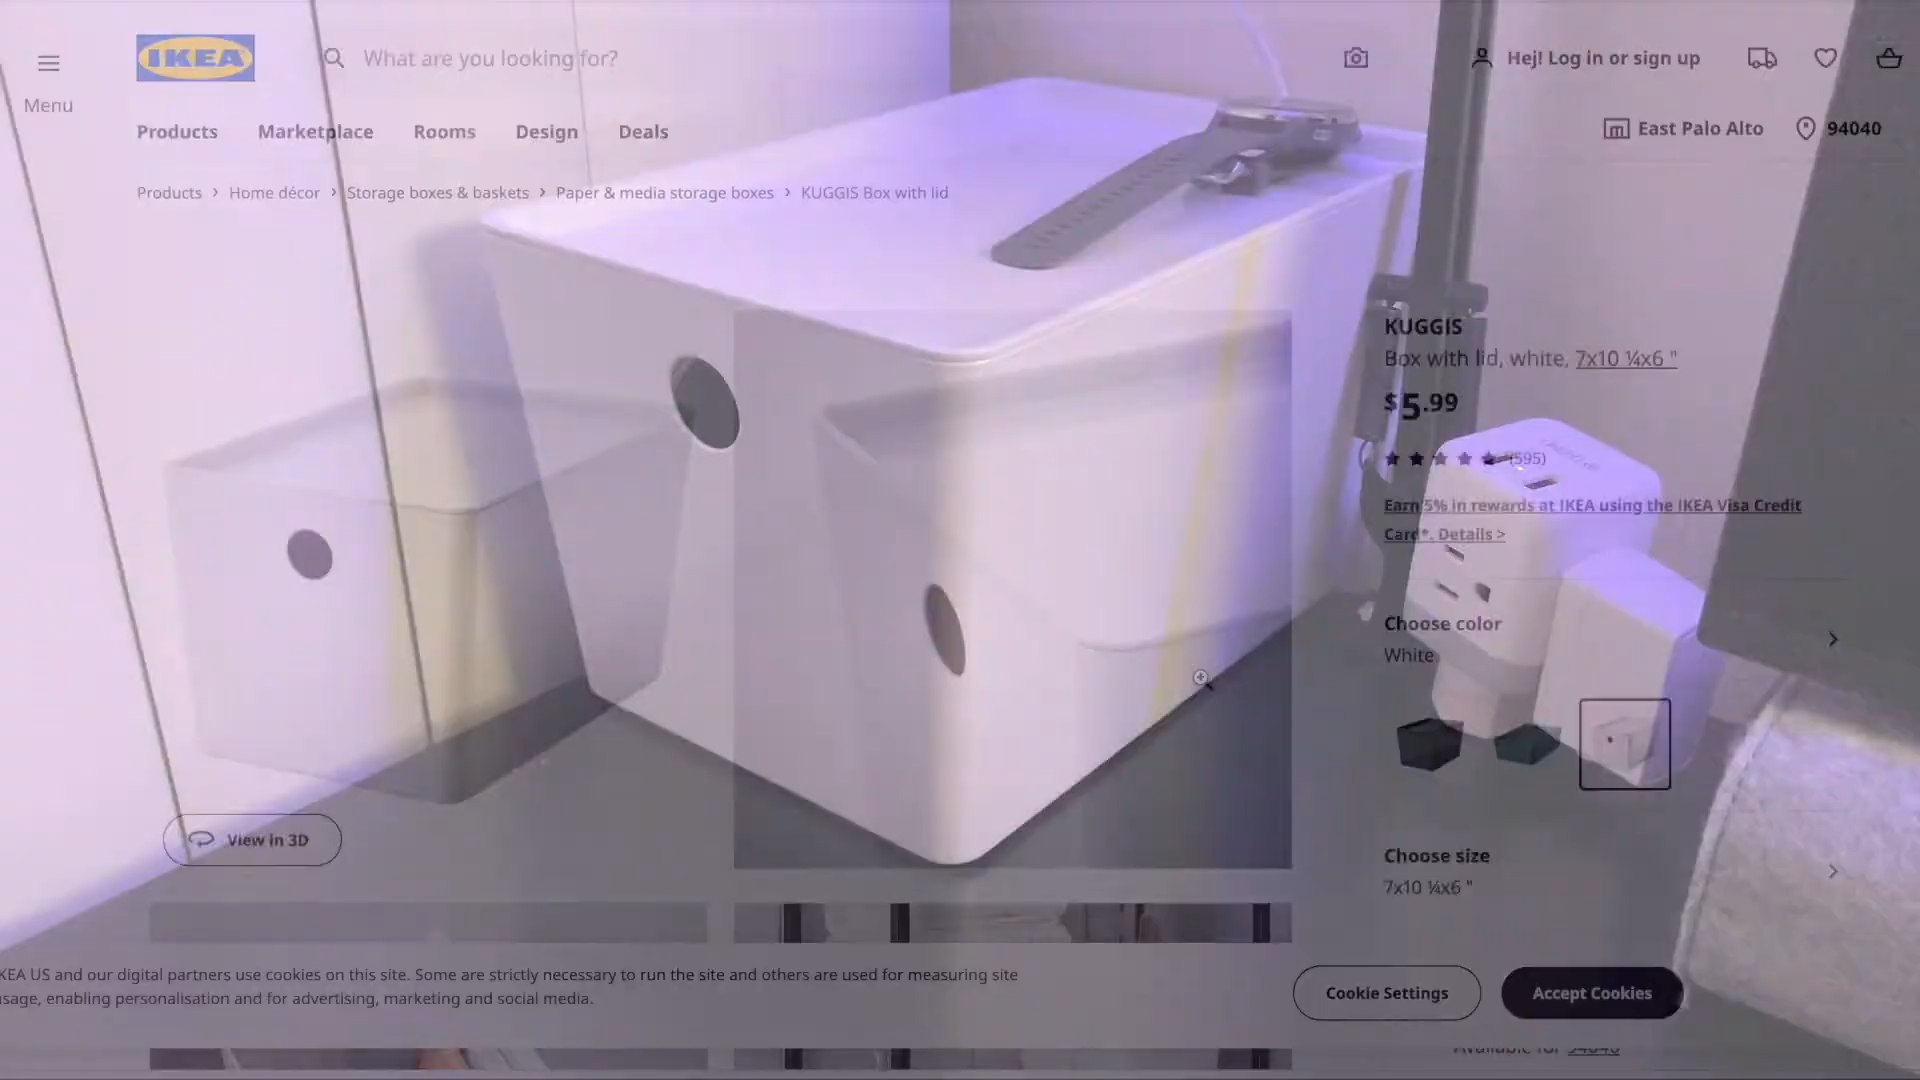 IKEA
What are you looking for?
Hej! Log in or sign up
Menu
Products
Marketplace
Rooms
Design
Deals
East Palo Alto
94040
Products > Home décor > Storage boxes & baskets > Paper & media storage boxes > KUGGIS Box with lid
KUGGIS
Box with lid, white, 7x10 ¼x6 "
$5.99
(595)
Earn 5% in rewards at IKEA using the IKEA Visa Credit
Card*. Details >
Choose color
White
View in 3D
Choose size
7x10 ¼x6 "
KEA US and our digital partners use cookies on this site. Some are strictly necessary to run the site and others are used for measuring site
sage, enabling personalisation and for advertising, marketing and social media.
Cookie Settings
Accept Cookies
Available for 94040